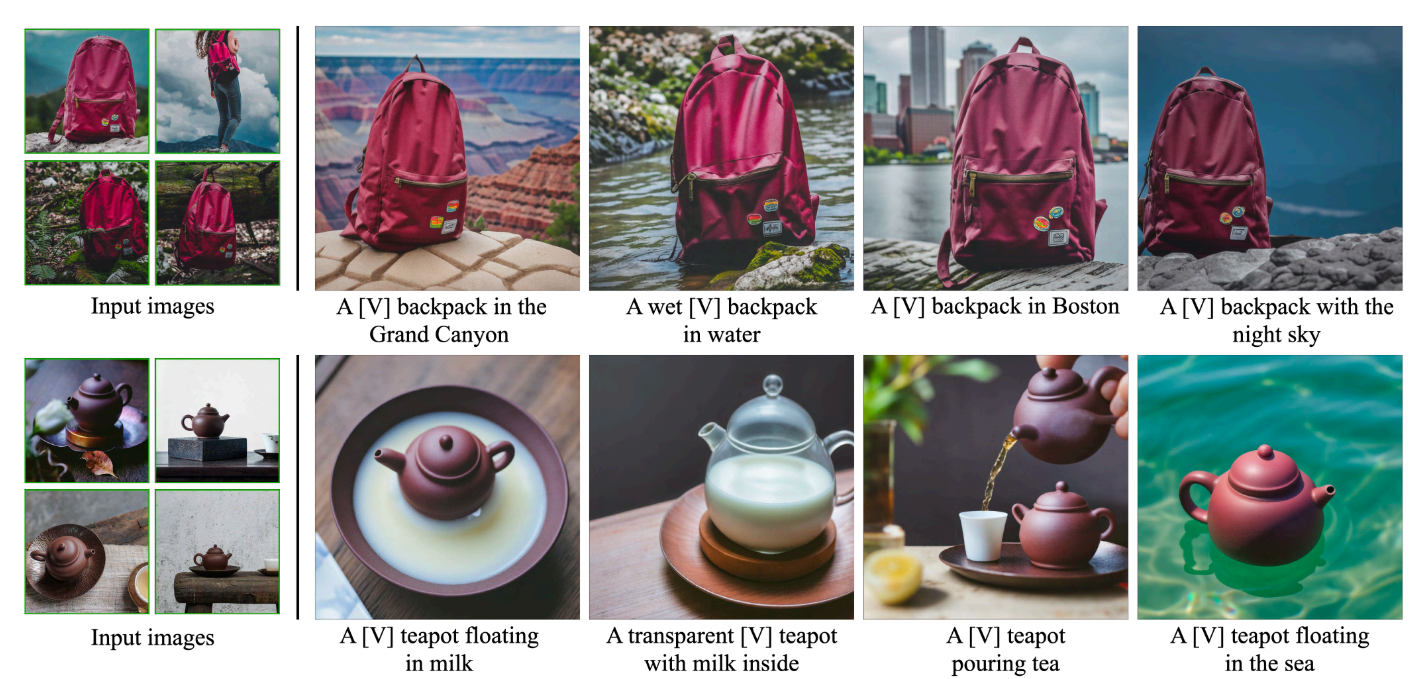 Input images
A [V] backpack in the
Grand Canyon
A wet [V] backpack
in water
A [V] backpack in Boston
A [V] backpack with the
night sky
Input images
A [V] teapot floating
in milk
A transparent [V] teapot
with milk inside
A [V] teapot
pouring tea
A [V] teapot floating
in the sea